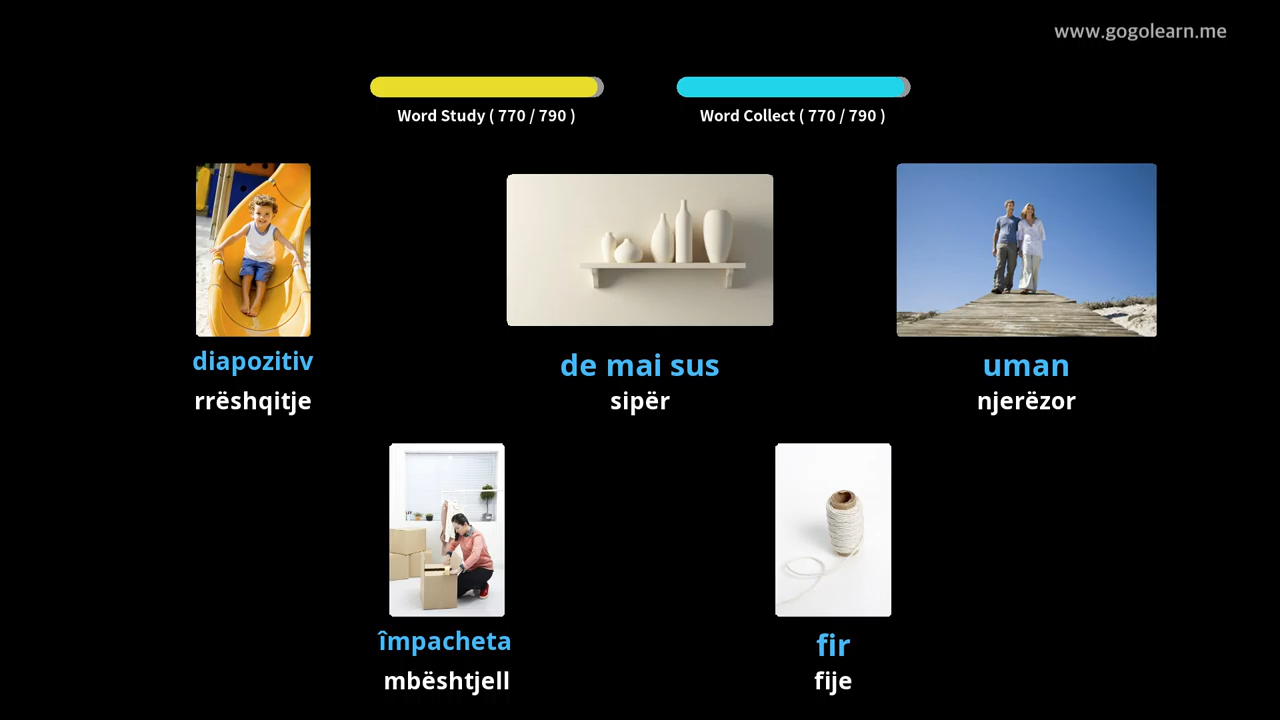 www.gogolearn.me
Word Study ( 770 / 790 )
Word Collect ( 770 / 790 )
diapozitiv
rrëshqitje
de mai sus
sipër
uman
njerëzor
împacheta
mbështjell
fir
fije